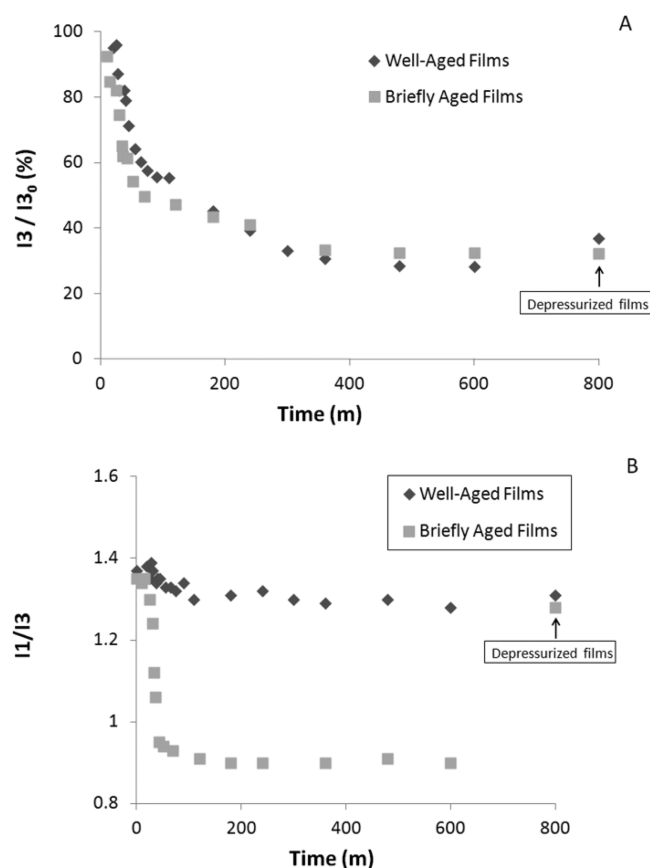 A
100
80
60
40
20
0
I3 / I3₀ (%)
Well-Aged Films
Briefly Aged Films
Depressurized films
0 200 400 600 800
Time (m)
B
1.6
1.4
1.2
1
0.8
I1/I3
Well-Aged Films
Briefly Aged Films
Depressurized films
0 200 400 600 800
Time (m)